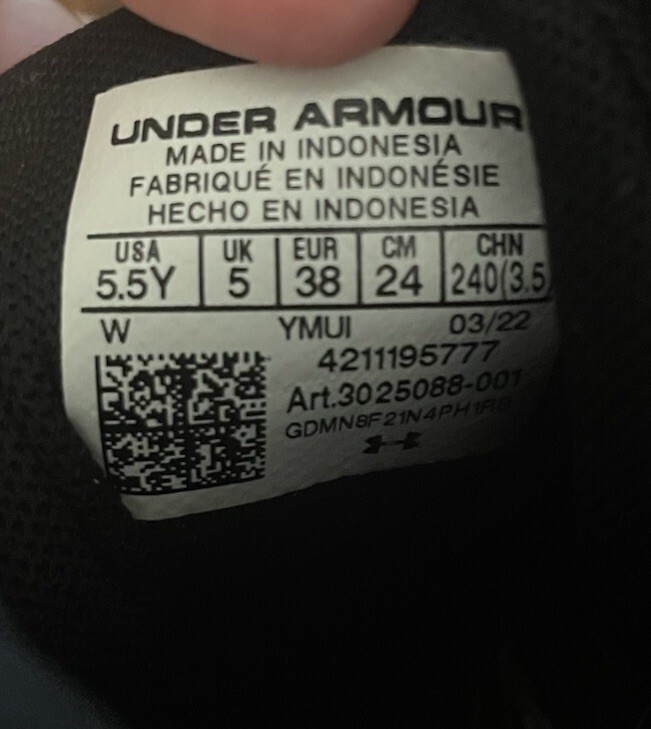 UNDER ARMOUR
MADE IN INDONESIA
FABRIQUÉ EN INDONÉSIE
HECHO EN INDONESIA
USA UK EUR CM CHN
5.5Y 5 38 24 240(3.5
W YMUI 03/22
4211195777
Art.3025088-001